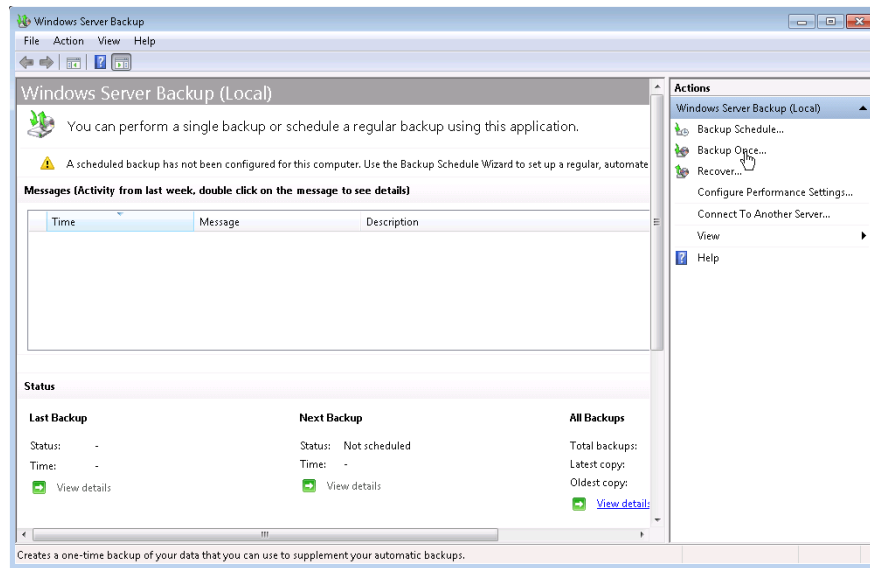 Windows Server Backup
File Action View Help
Windows Server Backup (Local)
You can perform a single backup or schedule a regular backup using this application.
A scheduled backup has not been configured for this computer. Use the Backup Schedule Wizard to set up a regular, automate
Messages (Activity from last week, double click on the message to see details)
Time Message Description
Status
Last Backup Next Backup All Backups
Status: - Status: Not scheduled Total backups:
Time: - Time: - Latest copy:
View details View details Oldest copy:
View details
Actions
Windows Server Backup (Local)
Backup Schedule...
Backup Once...
Recover...
Configure Performance Settings...
Connect To Another Server...
View
Help
Creates a one-time backup of your data that you can use to supplement your automatic backups.